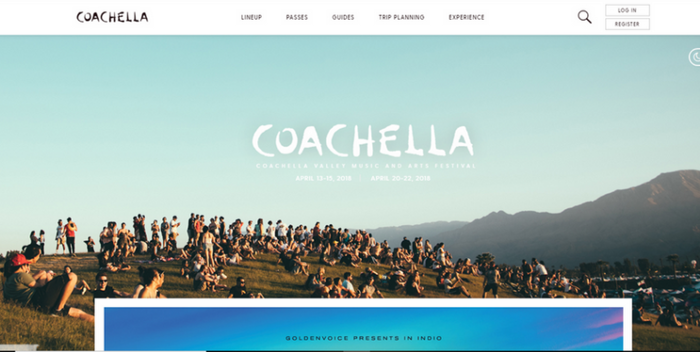 COACHELLA
LINEUP PASSES GUIDES TRIP PLANNING EXPERIENCE
LOG IN
REGISTER
COACHELLA
COACHELLA VALLEY MUSIC AND ARTS FESTIVAL
APRIL 13-15, 2018 APRIL 20-22, 2018
GOLDENVOICE PRESENTS IN INDIO